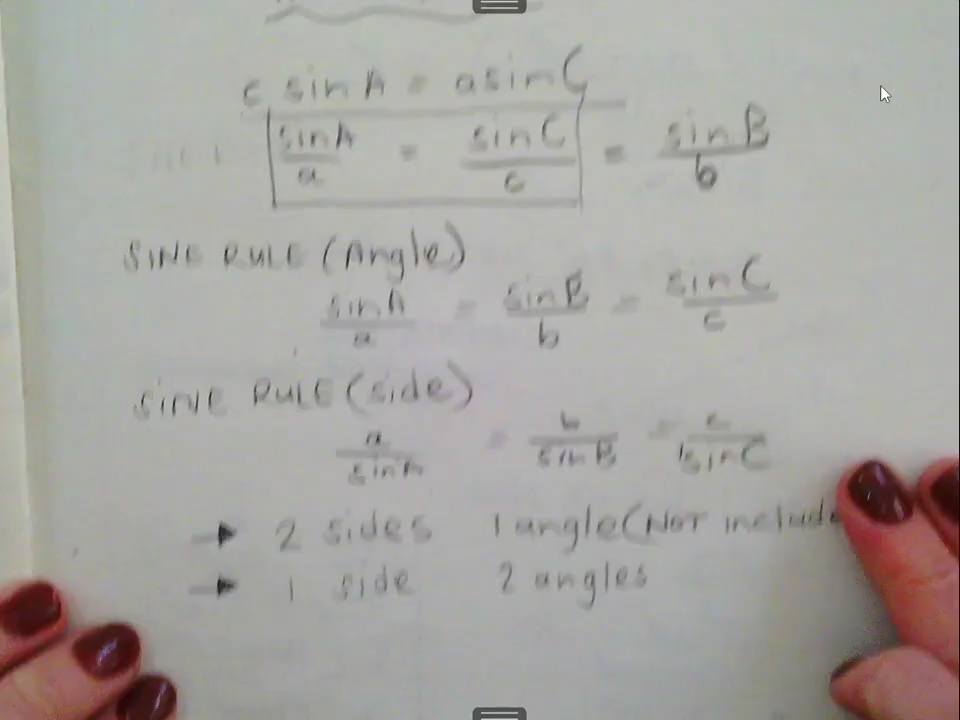 c sinA = a sinC
sinA/a = sinC/c = sinB/b
SINE RULE (Angle)
sinA/a = sinB/b = sinC/c
SINE RULE (side)
a/sinA = b/sinB = c/sinC
→ 2 sides 1 angle (NOT include
→ 1 side 2 angles